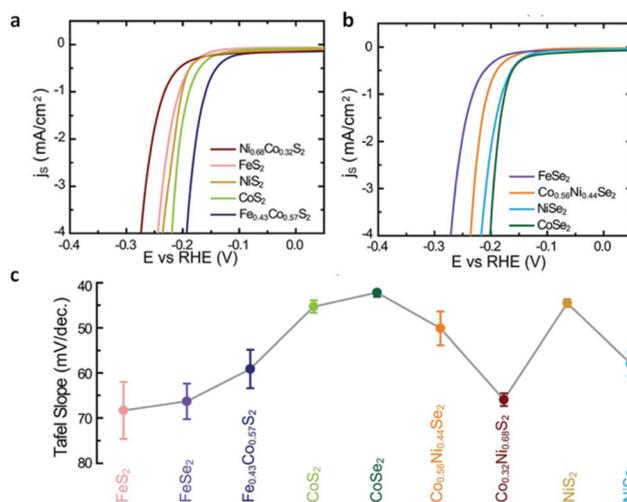 a
b
0
-1
-2
-3
-4
-0.4 -0.3 -0.2 -0.1 0.0
jS (mA/cm²)
E vs RHE (V)
Ni0.68Co0.32S2
FeS2
NiS2
CoS2
Fe0.43Co0.57S2
0
-1
-2
-3
-4
-0.4 -0.3 -0.2 -0.1 0.0
jS (mA/cm²)
E vs RHE (V)
FeSe2
Co0.56Ni0.44Se2
NiSe2
CoSe2
c
40
50
60
70
80
Tafel Slope (mV/dec.)
FeS2
FeSe2
Fe0.43Co0.57S2
CoS2
CoSe2
Co0.56Ni0.44Se2
Co0.32Ni0.68S2
NiS2